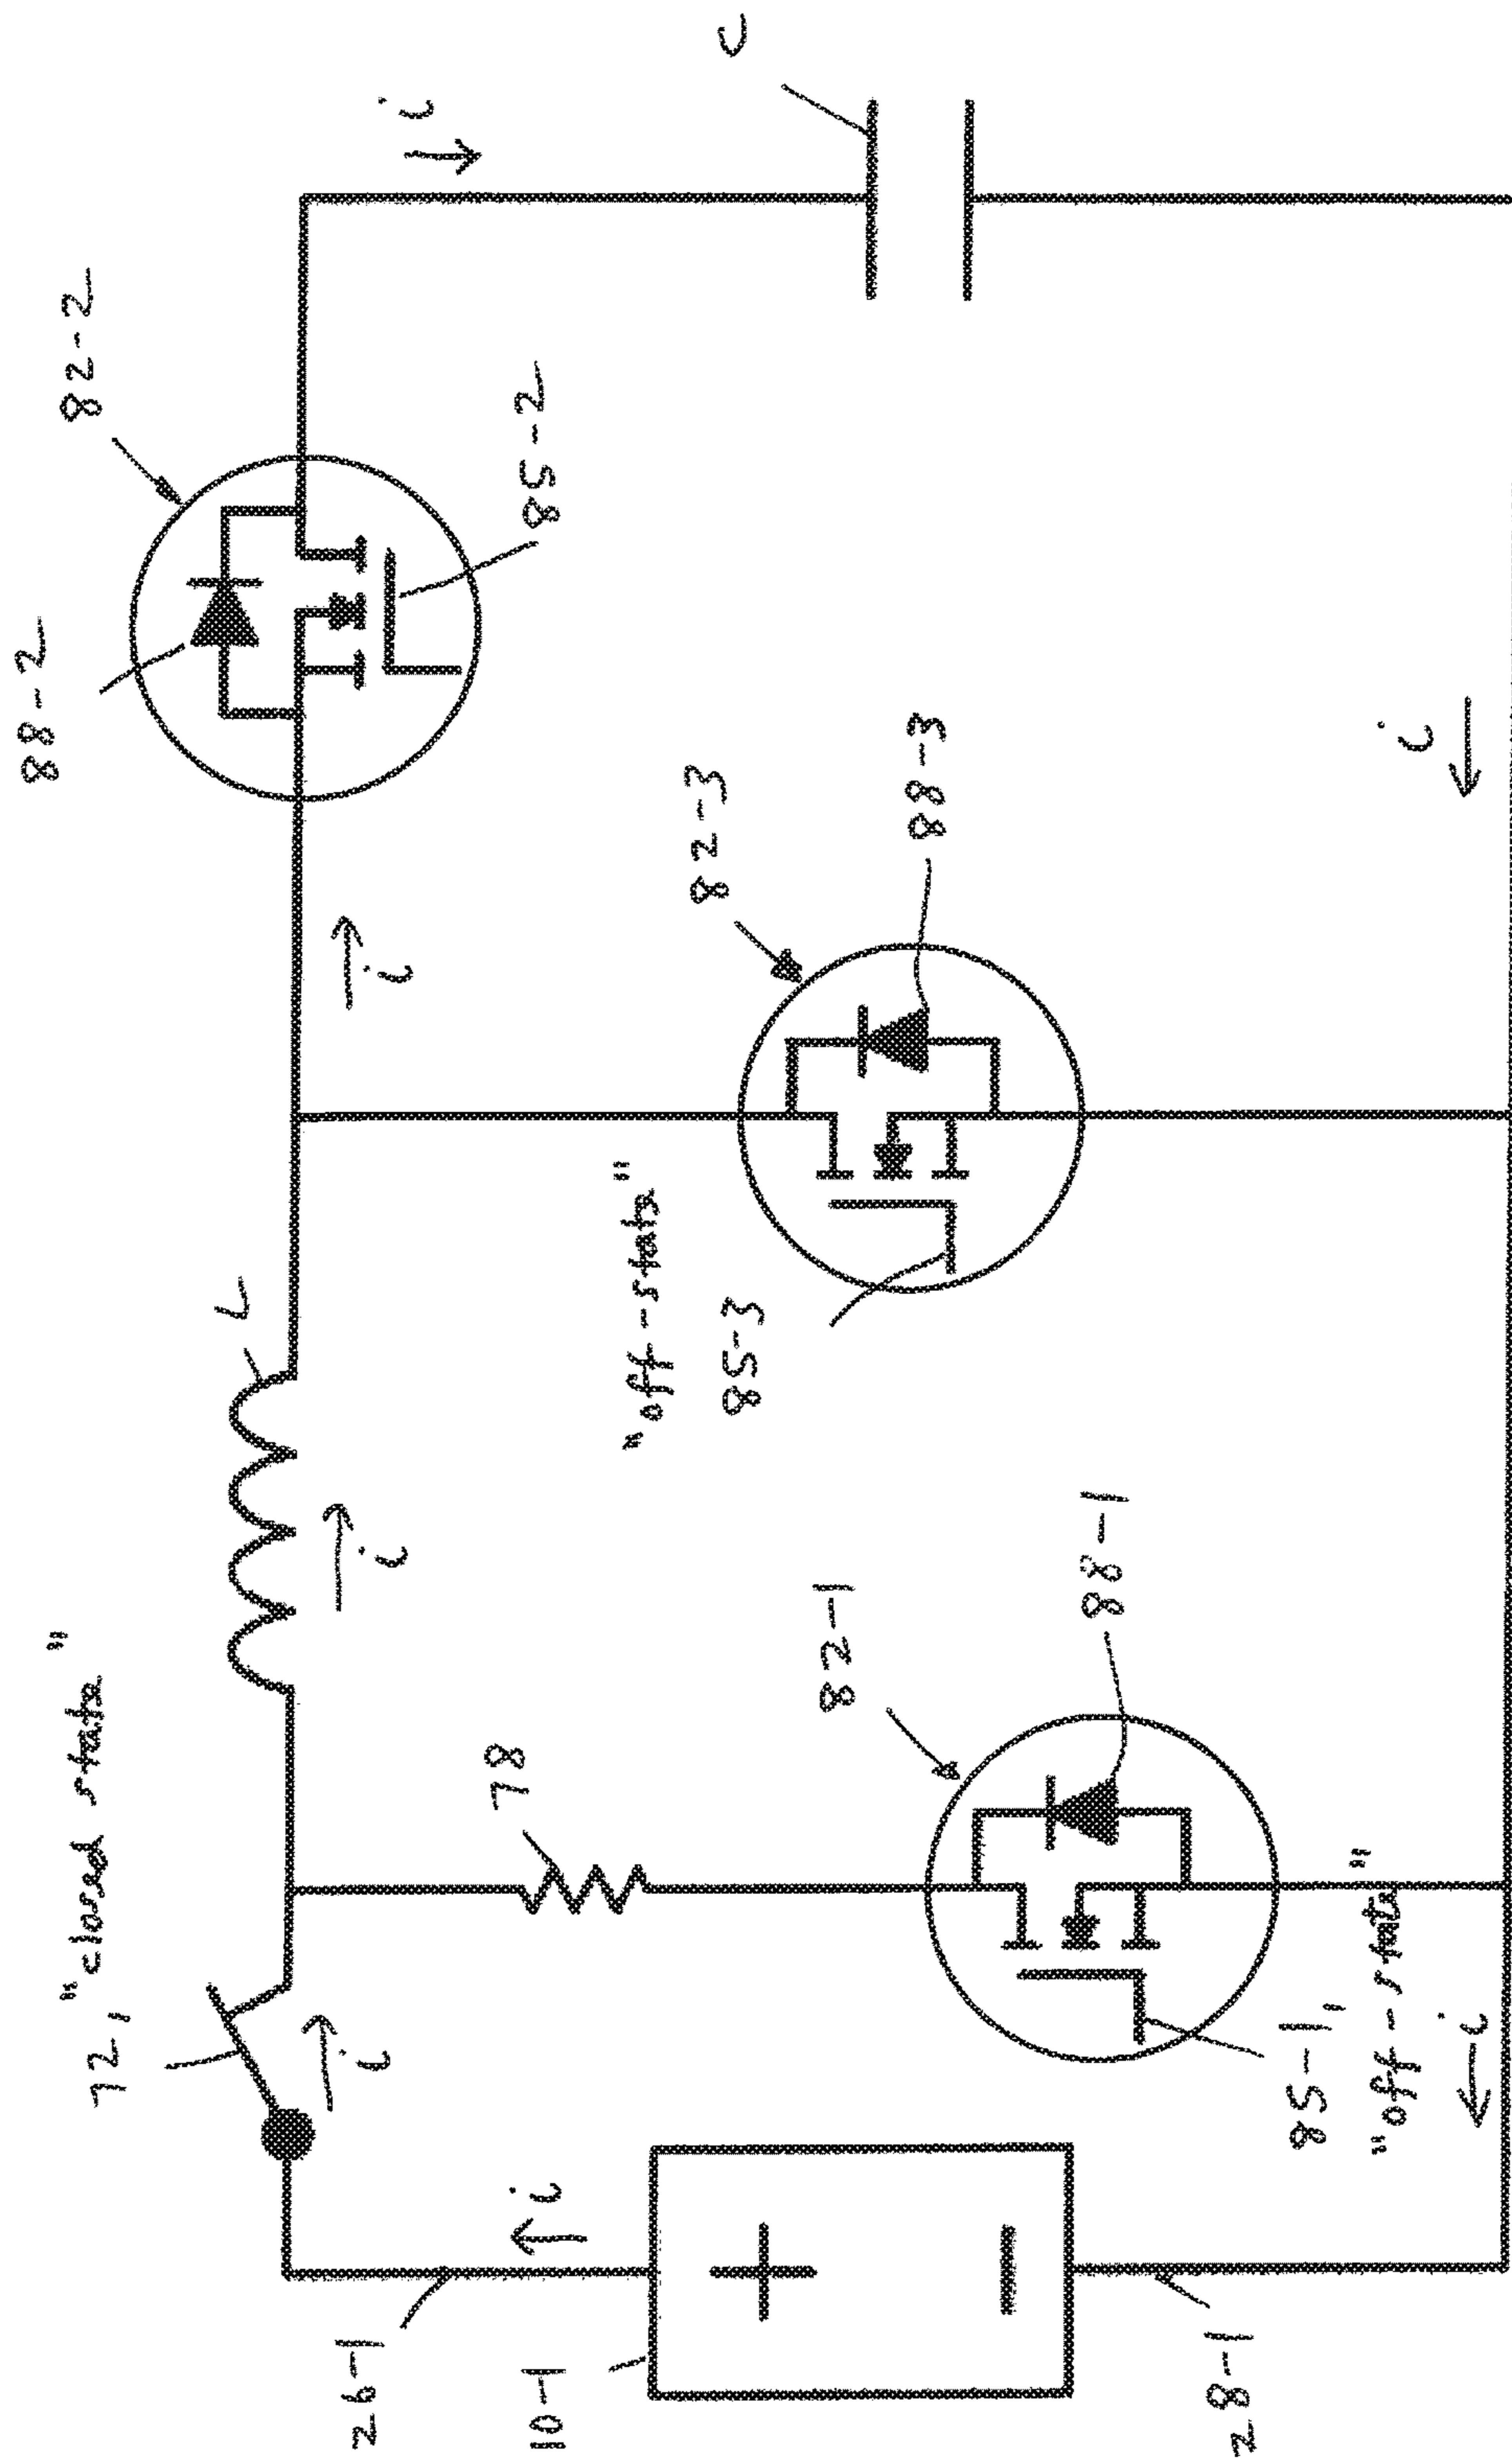 72, "closed state"
L
i
i
i
88-2
82-2
85-2
i
C
26-1
i
10-1
+
−
28-1
78
82-1
88-1
85-1,
"off-state"
i
"off-state"
85-3
82-3
88-3
i